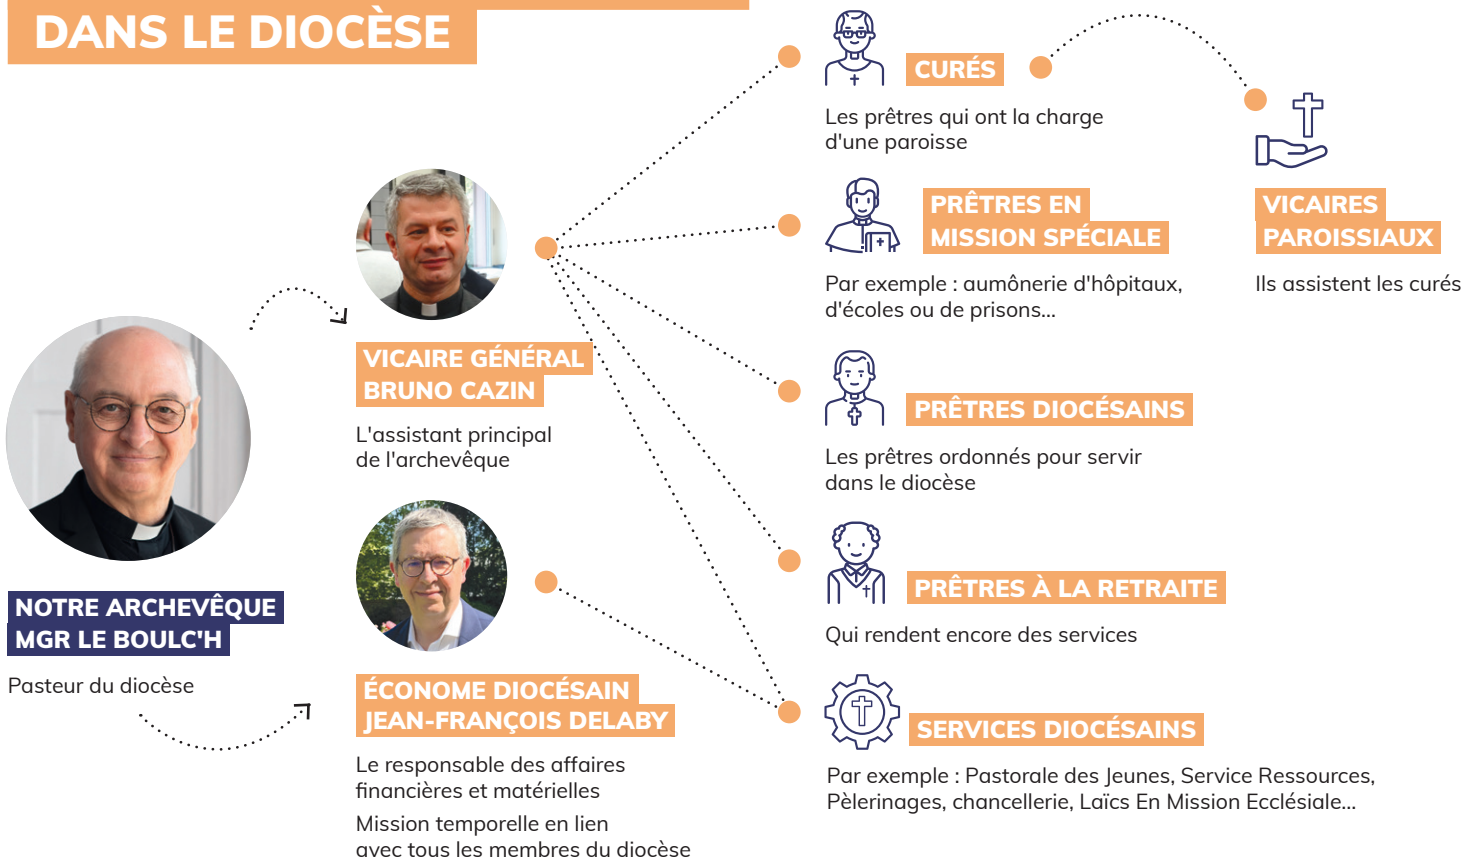 DANS LE DIOCÈSE
NOTRE ARCHEVÊQUE
MGR LE BOULC'H
Pasteur du diocèse
VICAIRE GÉNÉRAL
BRUNO CAZIN
L'assistant principal
de l'archevêque
ÉCONOME DIOCÉSAIN
JEAN-FRANÇOIS DELABY
Le responsable des affaires
financières et matérielles
Mission temporelle en lien
avec tous les membres du diocèse
CURÉS
Les prêtres qui ont la charge
d'une paroisse
VICAIRES
PAROISSIAUX
Ils assistent les curés
PRÊTRES EN
MISSION SPÉCIALE
Par exemple : aumônerie d'hôpitaux,
d'écoles ou de prisons...
PRÊTRES DIOCÉSAINS
Les prêtres ordonnés pour servir
dans le diocèse
PRÊTRES À LA RETRAITE
Qui rendent encore des services
SERVICES DIOCÉSAINS
Par exemple : Pastorale des Jeunes, Service Ressources,
Pèlerinages, chancellerie, Laïcs En Mission Ecclésiale...